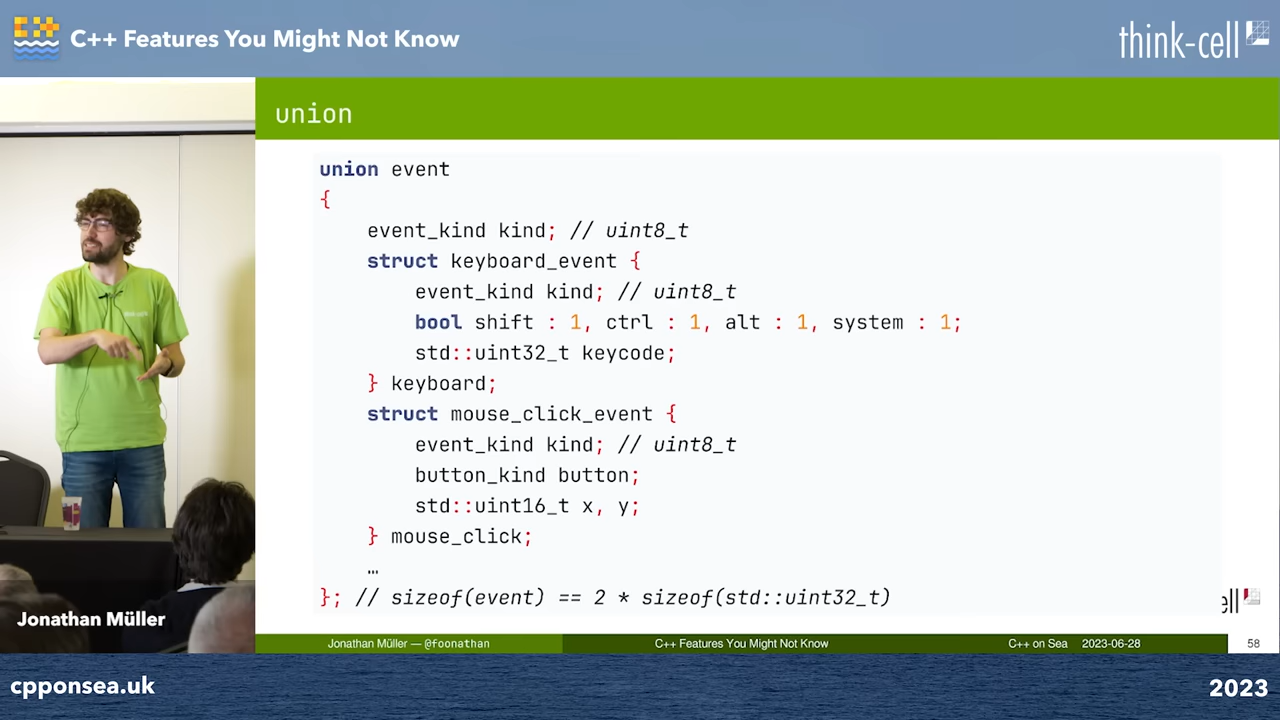 C++ Features You Might Not Know
think-cell
union
union event
{
event_kind kind; // uint8_t
struct keyboard_event {
event_kind kind; // uint8_t
bool shift : 1, ctrl : 1, alt : 1, system : 1;
std::uint32_t keycode;
} keyboard;
struct mouse_click_event {
event_kind kind; // uint8_t
button_kind button;
std::uint16_t x, y;
} mouse_click;
…
}; // sizeof(event) == 2 * sizeof(std::uint32_t)
ell
Jonathan Müller
Jonathan Müller — @foonathan C++ Features You Might Not Know C++ on Sea 2023-06-28 58
cpponsea.uk
2023